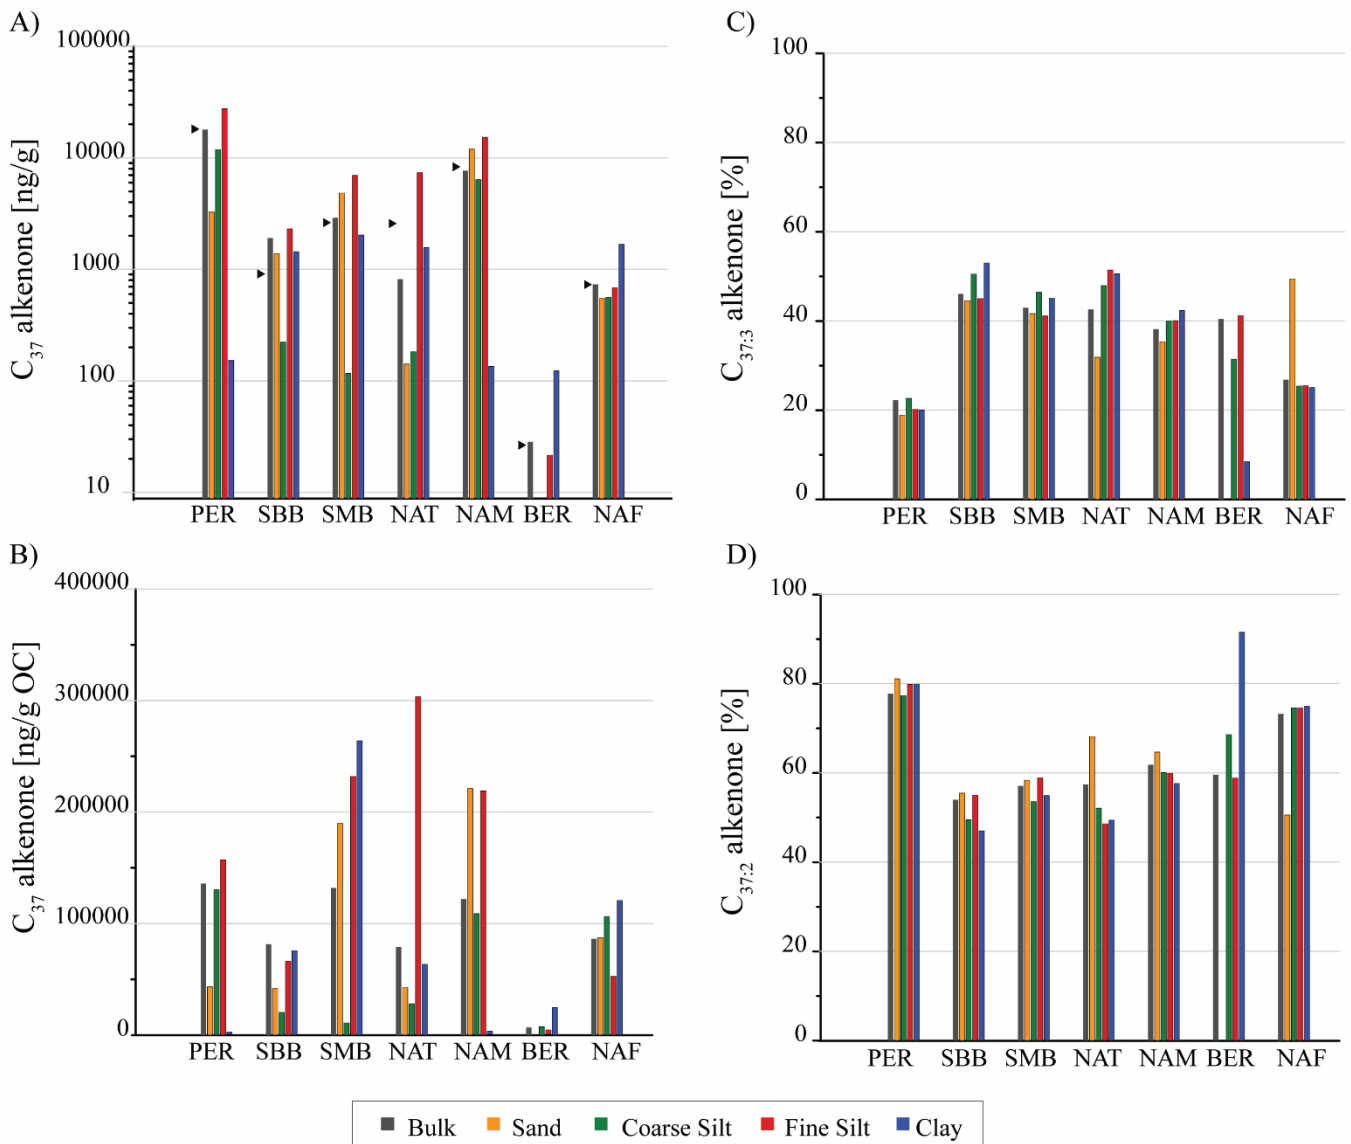 A)
100000
10000
1000
100
10
C37 alkenone [ng/g]
PER SBB SMB NAT NAM BER NAF
B)
400000
300000
200000
100000
0
C37 alkenone [ng/g OC]
PER SBB SMB NAT NAM BER NAF
C)
100
80
60
40
20
0
C37:3 alkenone [%]
PER SBB SMB NAT NAM BER NAF
D)
100
80
60
40
20
0
C37:2 alkenone [%]
PER SBB SMB NAT NAM BER NAF
Bulk Sand Coarse Silt Fine Silt Clay